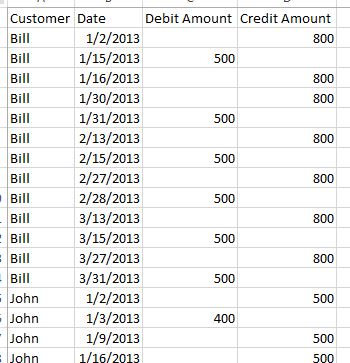 Customer Date Debit Amount Credit Amount
Bill 1/2/2013 800
Bill 1/15/2013 500
Bill 1/16/2013 800
Bill 1/30/2013 800
Bill 1/31/2013 500
Bill 2/13/2013 800
Bill 2/15/2013 500
Bill 2/27/2013 800
Bill 2/28/2013 500
Bill 3/13/2013 800
Bill 3/15/2013 500
Bill 3/27/2013 800
Bill 3/31/2013 500
John 1/2/2013 500
John 1/3/2013 400
John 1/9/2013 500
John 1/16/2013 500